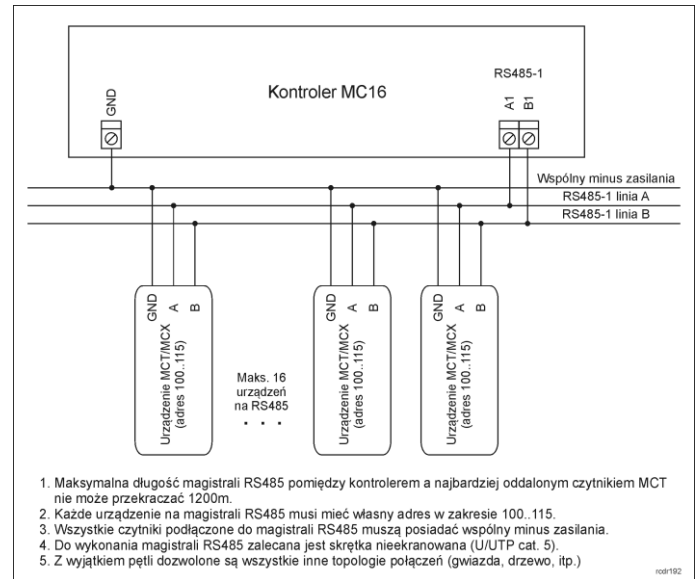 RS485-1
Kontroler MC16
GND
A1
B1
Wspólny minus zasilania
RS485-1 linia A
RS485-1 linia B
GND
A
B
GND
A
B
GND
A
B
Urządzenie MCT/MCX
(adres 100..115)
Maks. 16
urządzeń
na RS485
. . .
Urządzenie MCT/MCX
(adres 100..115)
Urządzenie MCT/MCX
(adres 100..115)
1. Maksymalna długość magistrali RS485 pomiędzy kontrolerem a najbardziej oddalonym czytnikiem MCT
nie może przekraczać 1200m.
2. Każde urządzenie na magistrali RS485 musi mieć własny adres w zakresie 100..115.
3. Wszystkie czytniki podłączone do magistrali RS485 muszą posiadać wspólny minus zasilania.
4. Do wykonania magistrali RS485 zalecana jest skrętka nieekranowana (U/UTP cat. 5).
5. Z wyjątkiem pętli dozwolone są wszystkie inne topologie połączeń (gwiazda, drzewo, itp.)
rcdr192